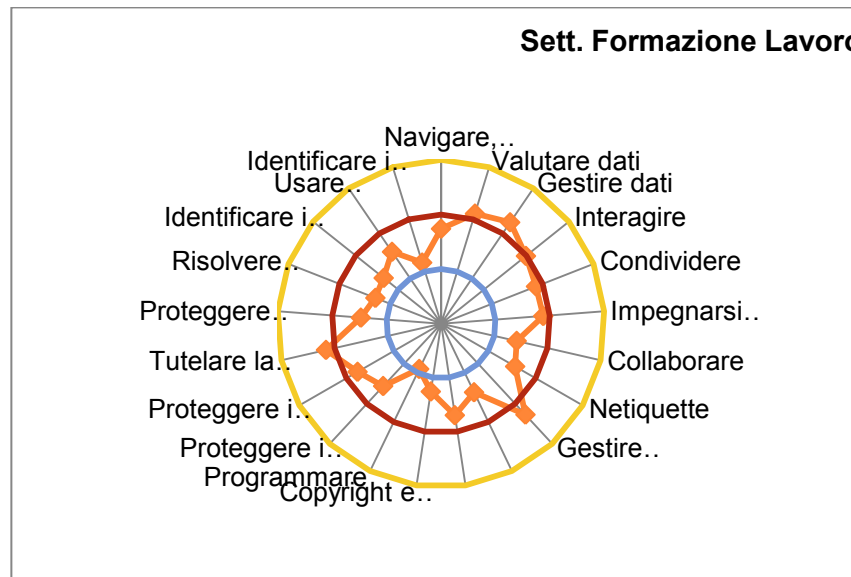 Sett. Formazione Lavoro
Navigare,..
Valutare dati
Gestire dati
Interagire
Condividere
Impegnarsi..
Collaborare
Netiquette
Gestire..
Copyright e..
Programmare
Proteggere i..
Proteggere i..
Tutelare la..
Proteggere..
Risolvere..
Identificare i..
Usare..
Identificare i..